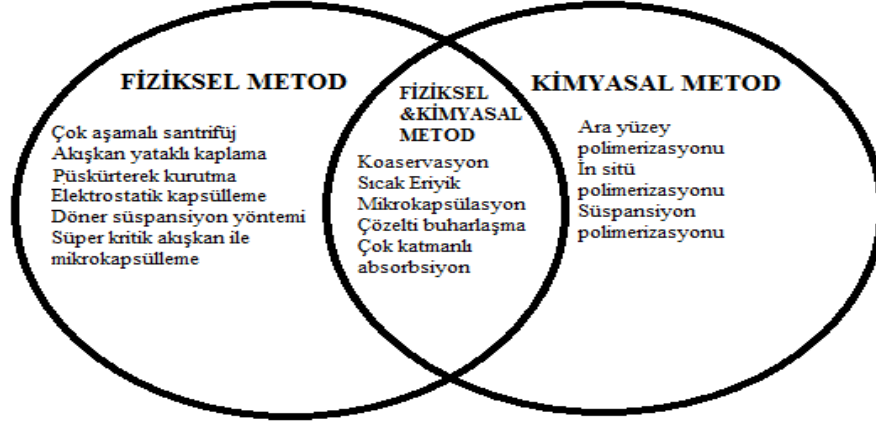 FİZİKSEL METOD
Çok aşamalı santrifüj
Akışkan yataklı kaplama
Püskürterek kurutma
Elektrostatik kapsülleme
Döner süspansiyon yöntemi
Süper kritik akışkan ile
mikrokapsülleme
FİZİKSEL
&KİMYASAL
METOD
Koaservasyon
Sıcak Eriyik
Mikrokapsülasyon
Çözelti buharlaşma
Çok katmanlı
absorbsiyon
KİMYASAL METOD
Ara yüzey
polimerizasyonu
İn sitü
polimerizasyonu
Süspansiyon
polimerizasyonu